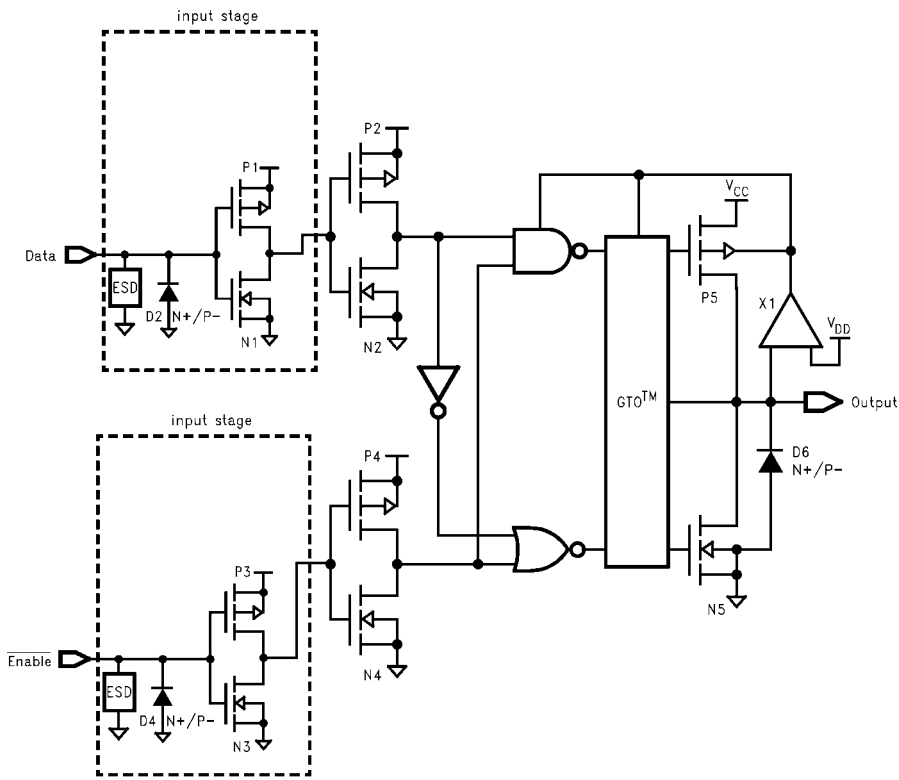 input stage
P2
P1
V_CC
Data
ESD
P5
X1
D2 N+/P-
V_DD
N1
N2
GTO™
Output
input stage
D6
N+/P-
P4
P3
N5
Enable
ESD
N4
D4 N+/P-
N3